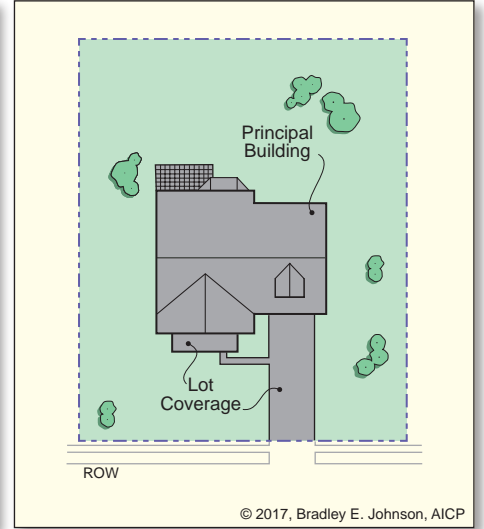 Principal
Building
Lot
Coverage
ROW
© 2017, Bradley E. Johnson, AICP